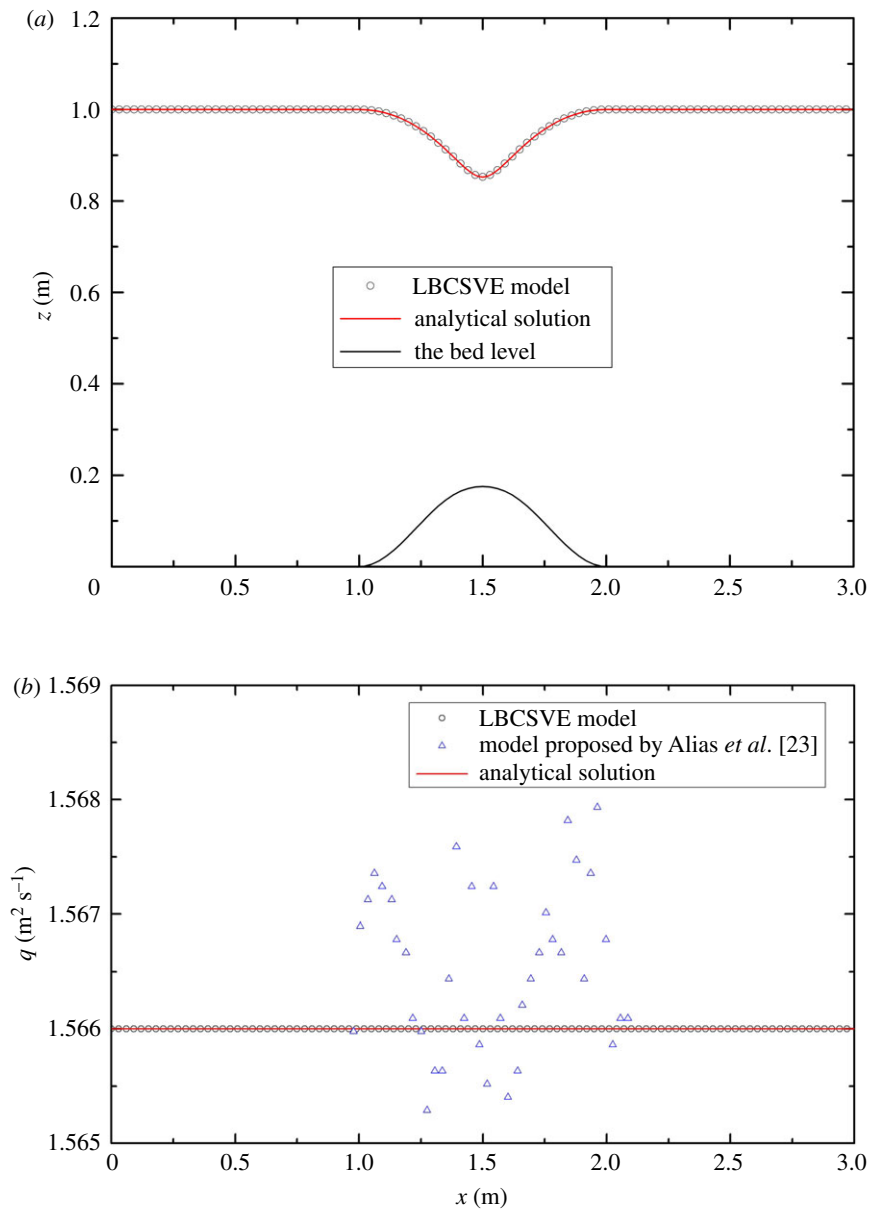 (a)
1.2
1.0
0.8
0.6
0.4
0.2
0
z (m)
LBCSVE model
analytical solution
the bed level
0.5
1.0
1.5
2.0
2.5
3.0
(b)
1.569
1.568
1.567
1.566
1.565
q (m² s⁻¹)
LBCSVE model
model proposed by Alias et al. [23]
analytical solution
0
0.5
1.0
1.5
2.0
2.5
3.0
x (m)